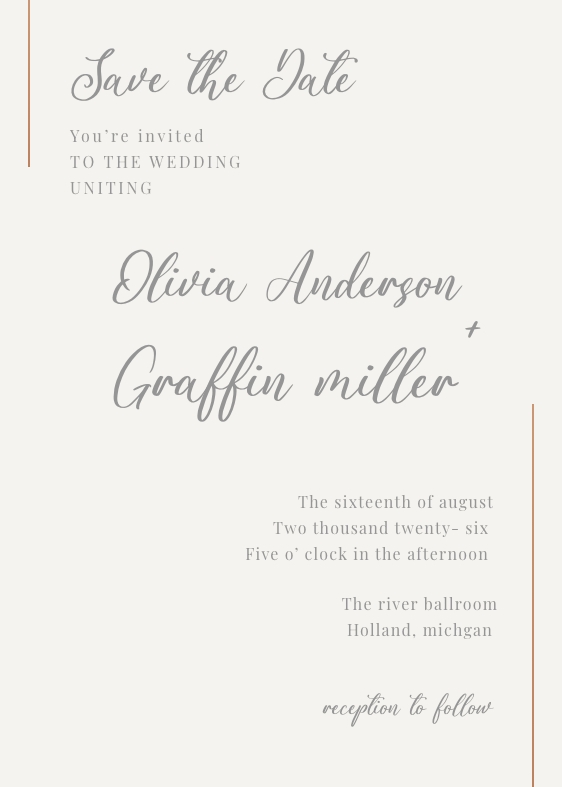 Save the Date
You're invited
TO THE WEDDING
UNITING
Olivia Anderson
+
Graffin miller
The sixteenth of august
Two thousand twenty- six
Five o' clock in the afternoon
The river ballroom
Holland, michgan
reception to follow